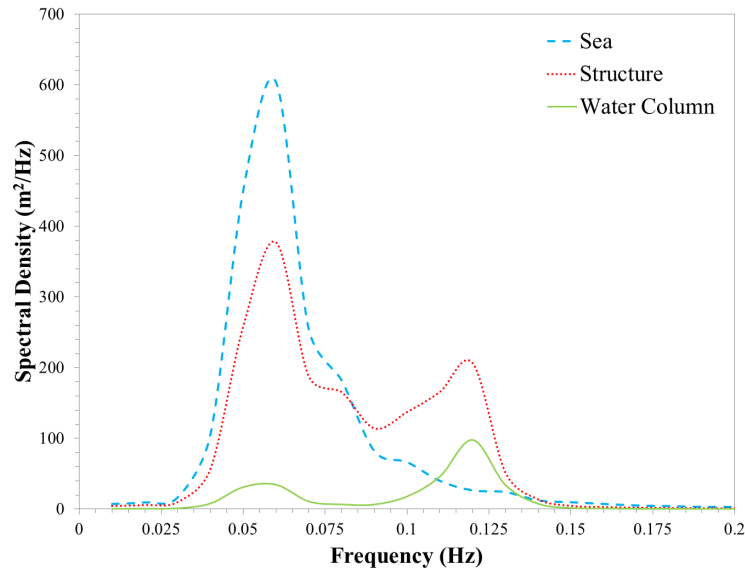 700
600
500
400
300
200
100
0
Spectral Density (m²/Hz)
Sea
Structure
Water Column
0 0.025 0.05 0.075 0.1 0.125 0.15 0.175 0.2
Frequency (Hz)